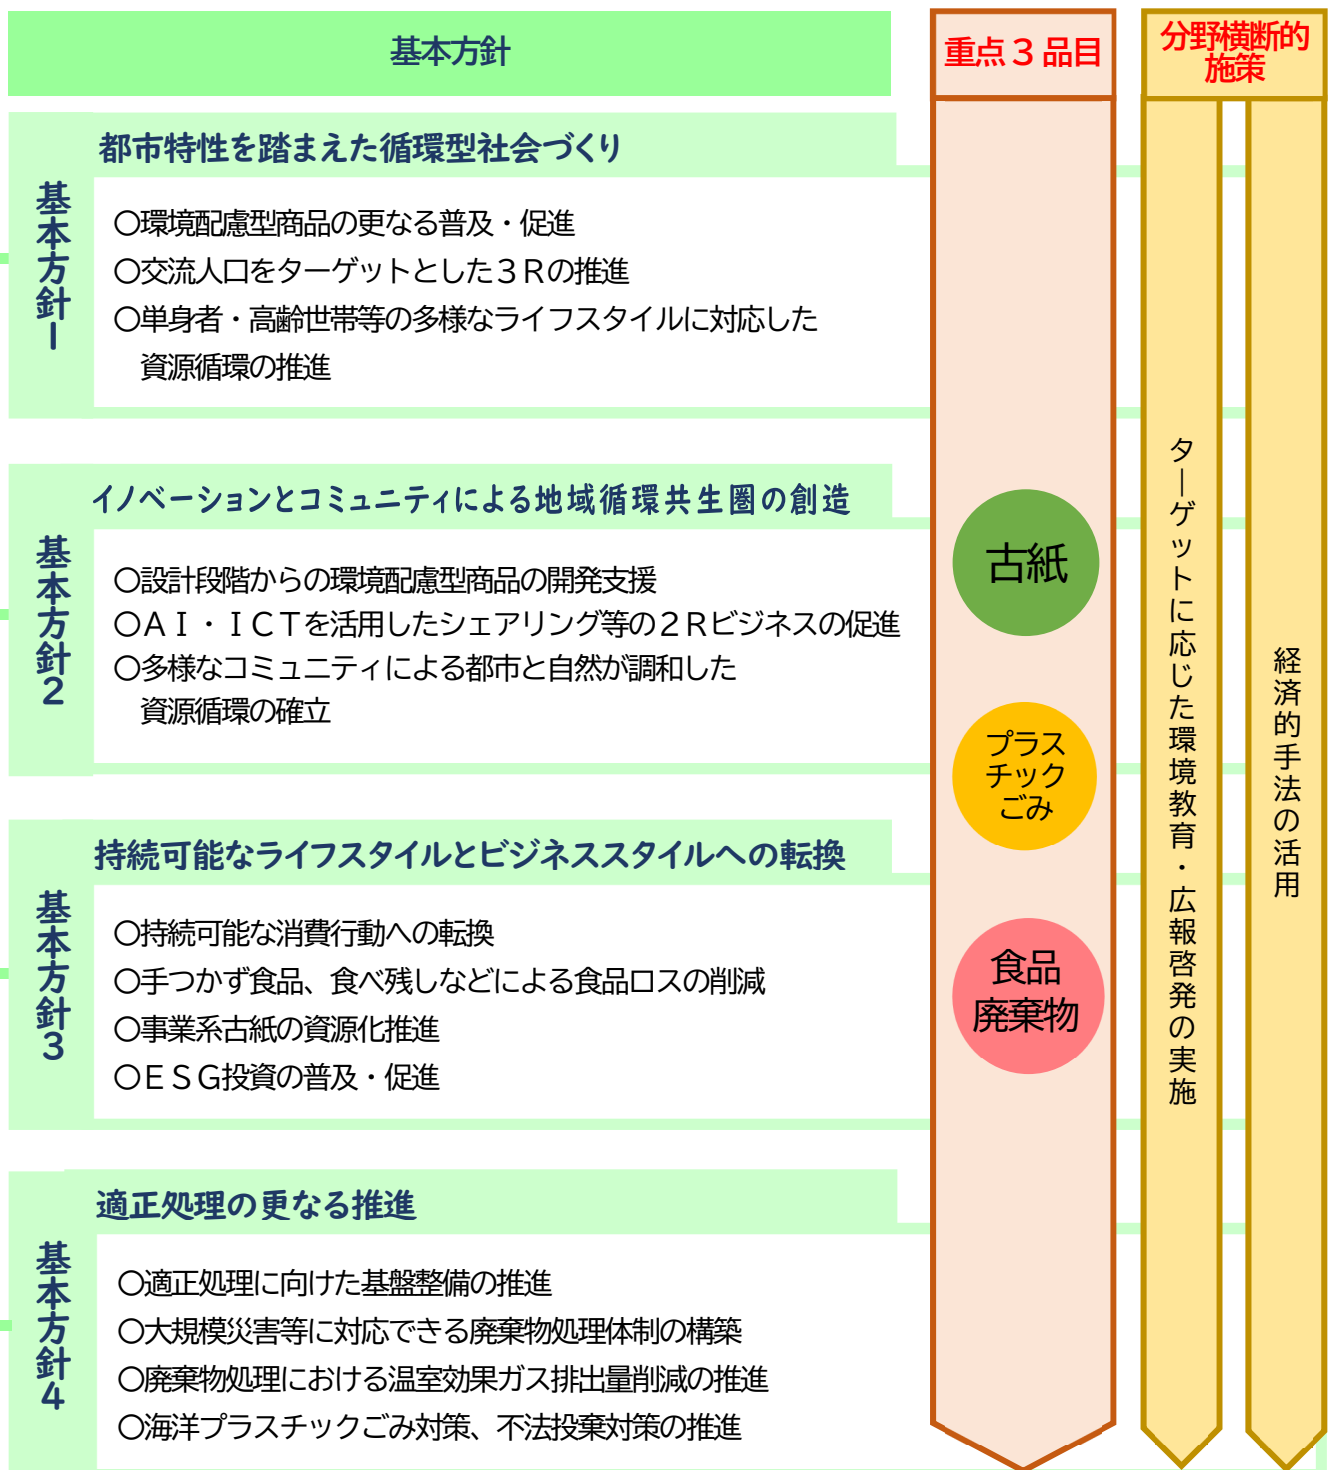 基本方針
重点３品目
分野横断的
施策
基本方針1
都市特性を踏まえた循環型社会づくり
〇環境配慮型商品の更なる普及・促進
〇交流人口をターゲットとした３Ｒの推進
〇単身者・高齢世帯等の多様なライフスタイルに対応した
資源循環の推進
基本方針2
イノベーションとコミュニティによる地域循環共生圏の創造
〇設計段階からの環境配慮型商品の開発支援
〇ＡＩ・ＩＣＴを活用したシェアリング等の２Ｒビジネスの促進
〇多様なコミュニティによる都市と自然が調和した
資源循環の確立
基本方針3
持続可能なライフスタイルとビジネススタイルへの転換
〇持続可能な消費行動への転換
〇手つかず食品、食べ残しなどによる食品ロスの削減
〇事業系古紙の資源化推進
〇ＥＳＧ投資の普及・促進
基本方針4
適正処理の更なる推進
〇適正処理に向けた基盤整備の推進
〇大規模災害等に対応できる廃棄物処理体制の構築
〇廃棄物処理における温室効果ガス排出量削減の推進
〇海洋プラスチックごみ対策、不法投棄対策の推進
古紙
プラス
チック
ごみ
食品
廃棄物
ターゲットに応じた環境教育・広報啓発の実施
経済的手法の活用